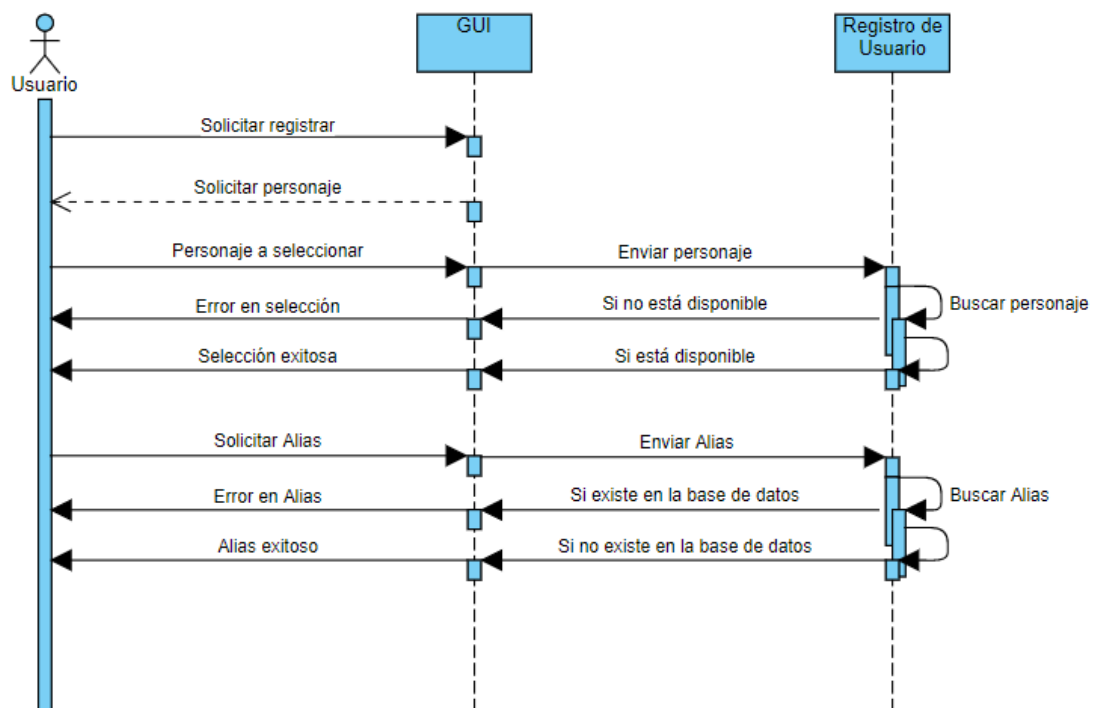 Usuario
GUI
Registro de
Usuario
Solicitar registrar
Solicitar personaje
Personaje a seleccionar
Enviar personaje
Buscar personaje
Error en selección
Si no está disponible
Selección exitosa
Si está disponible
Solicitar Alias
Enviar Alias
Error en Alias
Si existe en la base de datos
Buscar Alias
Alias exitoso
Si no existe en la base de datos